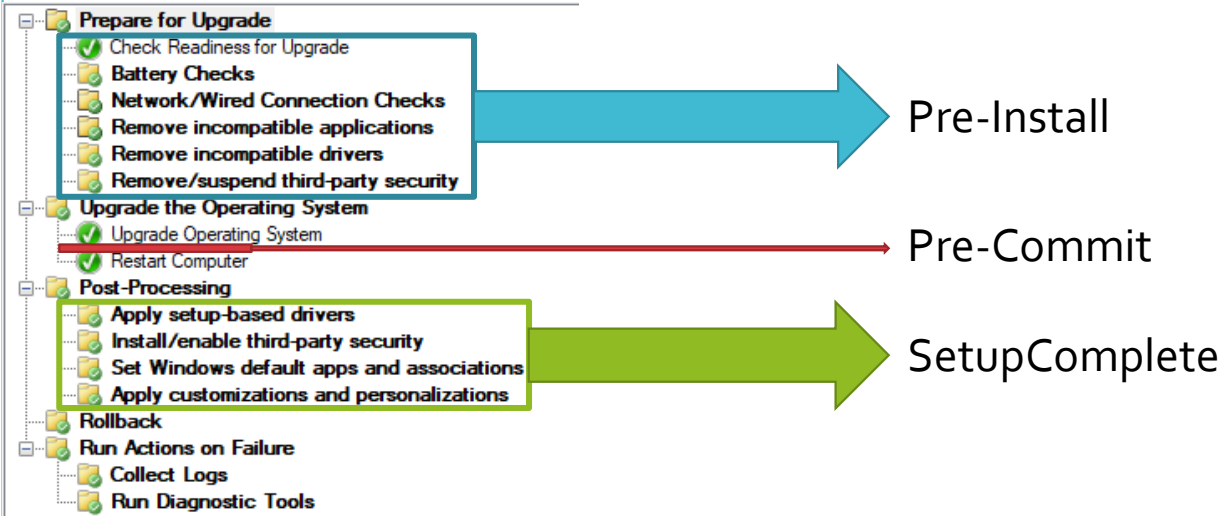 Prepare for Upgrade
Check Readiness for Upgrade
Battery Checks
Network/Wired Connection Checks
Remove incompatible applications
Remove incompatible drivers
Remove/suspend third-party security
Pre-Install
Upgrade the Operating System
Upgrade Operating System
Pre-Commit
Restart Computer
Post-Processing
Apply setup-based drivers
Install/enable third-party security
Set Windows default apps and associations
Apply customizations and personalizations
SetupComplete
Rollback
Run Actions on Failure
Collect Logs
Run Diagnostic Tools